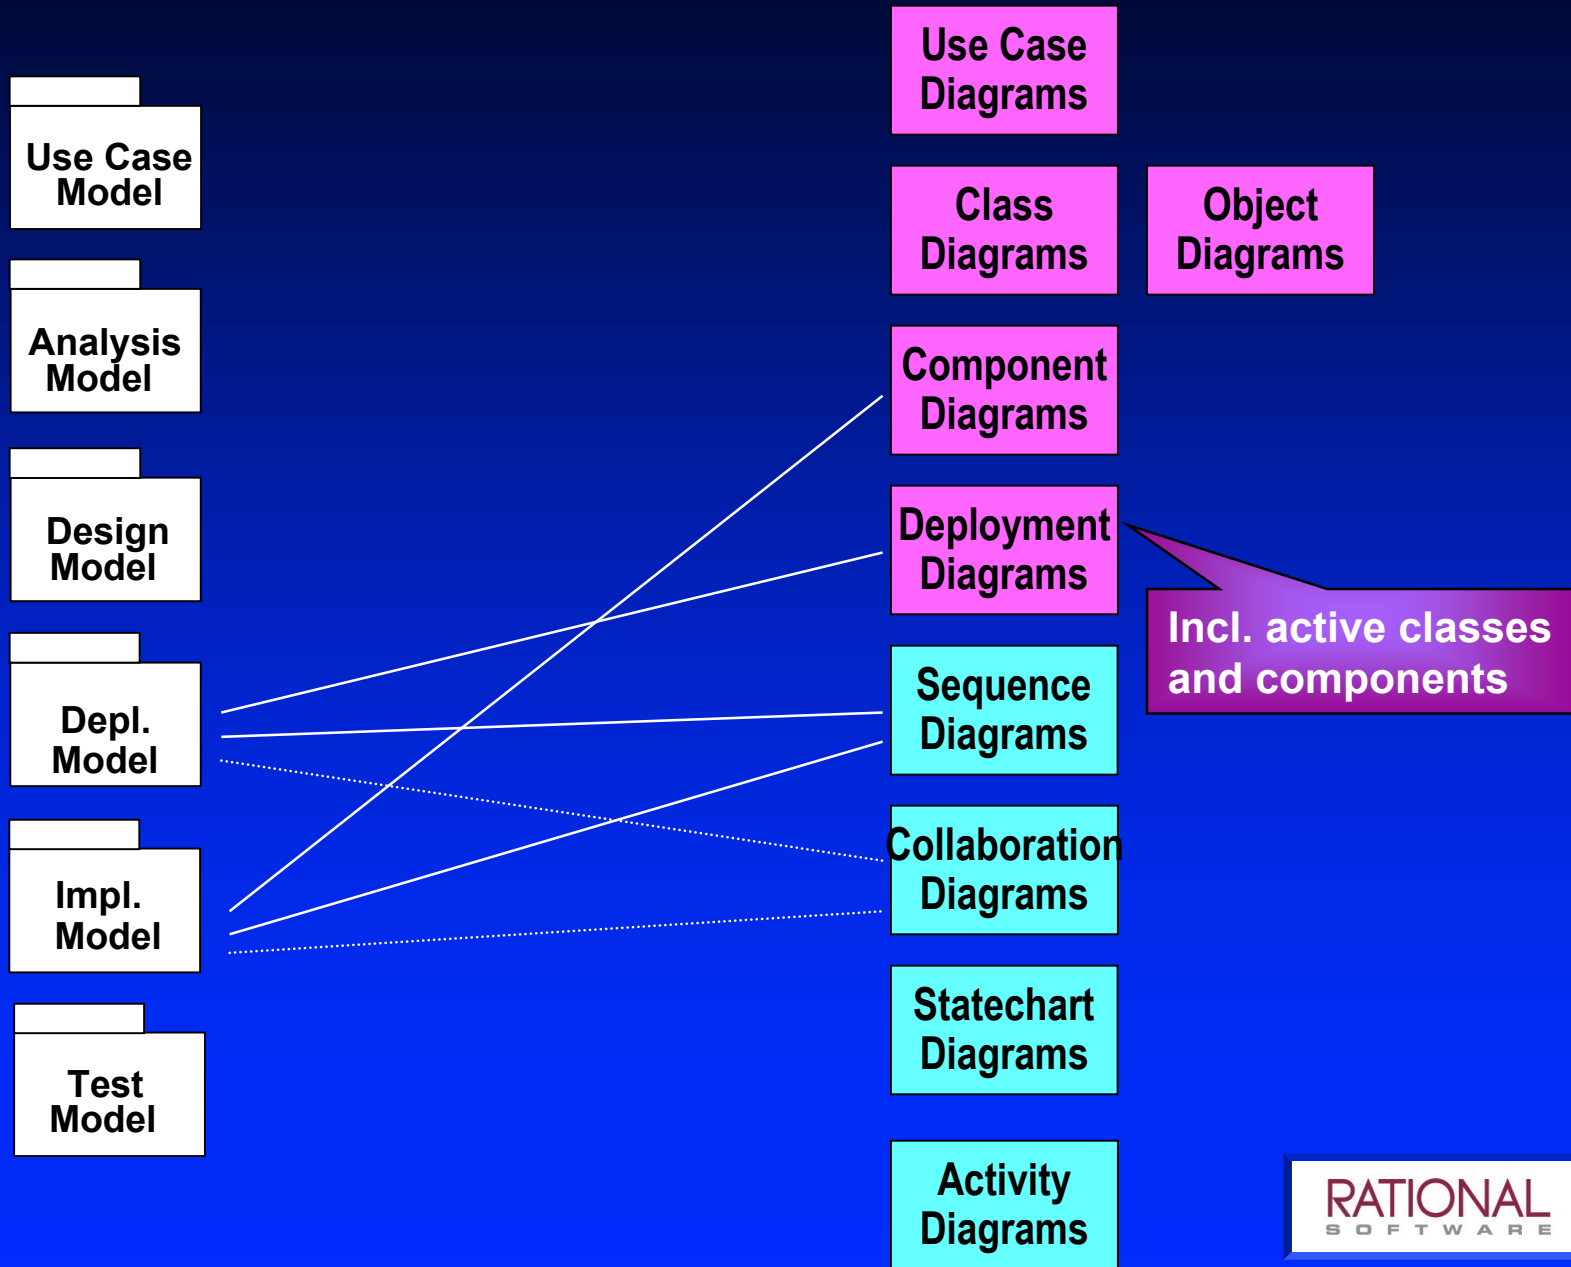 Use Case
Model
Analysis
Model
Design
Model
Depl.
Model
Impl.
Model
Test
Model
Use Case
Diagrams
Class
Diagrams
Object
Diagrams
Component
Diagrams
Deployment
Diagrams
Incl. active classes
and components
Sequence
Diagrams
Collaboration
Diagrams
Statechart
Diagrams
Activity
Diagrams
RATIONAL
SOFTWARE